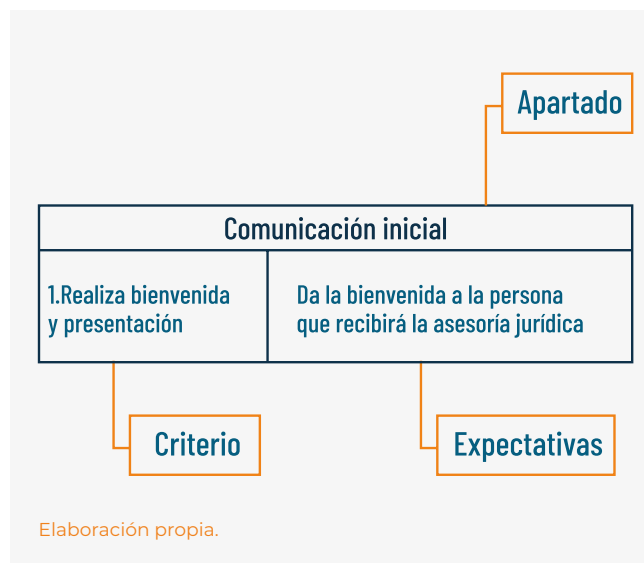 Apartado
Comunicación inicial
1.Realiza bienvenida
y presentación
Da la bienvenida a la persona
que recibirá la asesoría jurídica
Criterio
Expectativas
Elaboración propia.